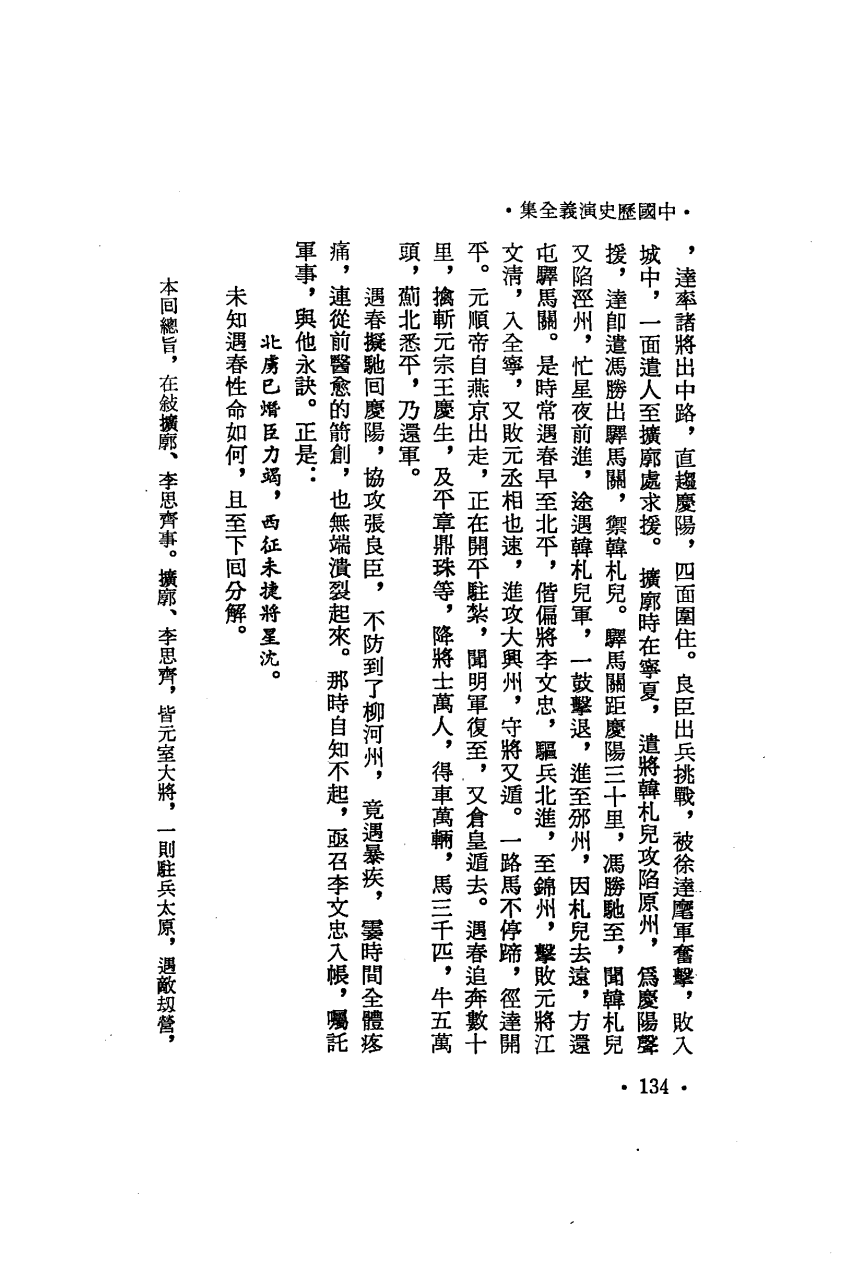 •中國歷史演義全集•
，達率諸將出中路，直趨慶陽，四面圍住。良臣出兵挑戰，被徐達麾軍奮擊，敗入
城中，一面遣人至擴廓處求援。擴廓時在寧夏，遣將韓札兒攻陷原州，爲慶陽聲
援，達卽遣馮勝出驛馬關，禦韓札兒。驛馬關距慶陽三十里，馮勝馳至，聞韓札兒
又陷涇州，忙星夜前進，途遇韓札兒軍，一鼓擊退，進至邠州，因札兒去遠，方還
屯驛馬關。是時常遇春早至北平，偕偏將李文忠，驅兵北進，至錦州，擊敗元將江
文淸，入全寧，又敗元丞相也速，進攻大興州，守將又遁。一路馬不停蹄，徑達開
平。元順帝自燕京出走，正在開平駐紮，聞明軍復至，又倉皇遁去。遇春追奔數十
里，擒斬元宗王慶生，及平章鼎珠等，降將士萬人，得車萬輛，馬三千匹，牛五萬
頭，薊北悉平，乃還軍。
遇春擬馳回慶陽，協攻張良臣，不防到了柳河州，竟遇暴疾，霎時間全體疼
痛，連從前醫愈的箭創，也無端潰裂起來。那時自知不起，亟召李文忠入帳，囑託
軍事，與他永訣。正是：
北虜已熸臣力竭，西征未捷將星沈。
未知遇春性命如何，且至下回分解。
本回總旨，在敍擴廓、李思齊事。擴廓、李思齊，皆元室大將，一則駐兵太原，遇敵刼營，
•134•